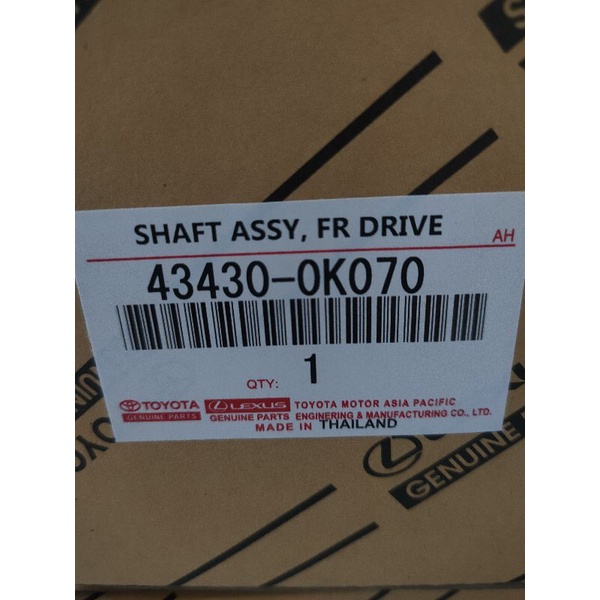 SHAFT ASSY, FR DRIVE
AH
43430-0K070
QTY: 1
TOYOTA LEXUS TOYOTA MOTOR ASIA PACIFIC
GENUINE PARTS GENUINE PARTS ENGINERING & MANUFACTURING CO., LTD.
MADE IN THAILAND
GENUINE